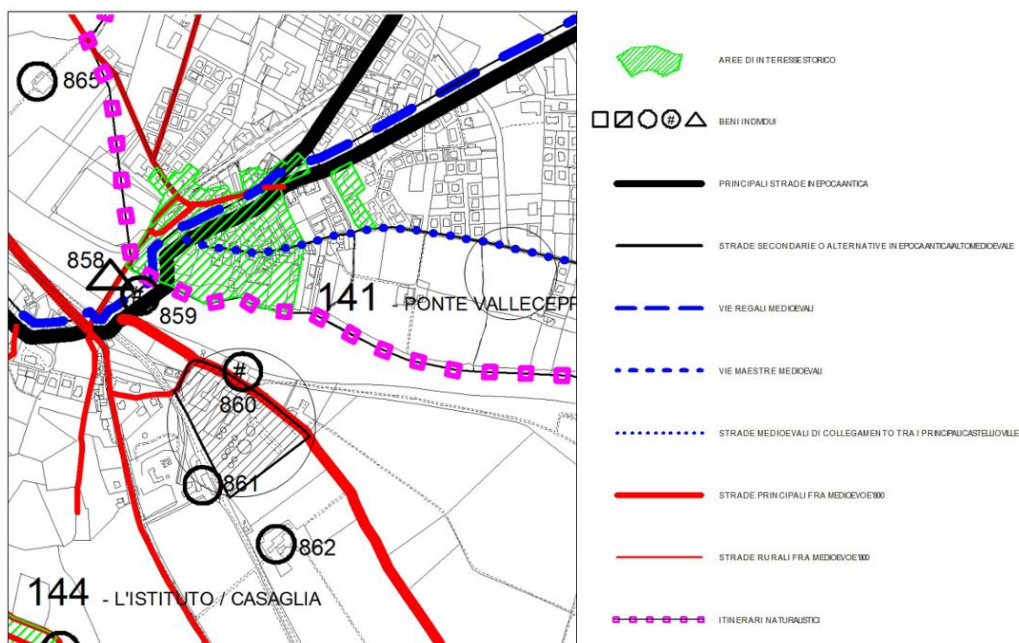 865
858
859
141 - PONTE VALLECEPP
860
861
862
144 - L'ISTITUTO / CASAGLIA
AREE DI INTERESSE STORICO
# BENI INDIVIDUI
PRINCIPALI STRADE IN EPOCA ANTICA
STRADE SECONDARIE O ALTERNATIVE IN EPOCA ANTICA/ALTOMEDIOEVALE
VIE REGALI MEDIOEVALI
VIE MAESTRE MEDIOEVALI
STRADE MEDIOEVALI DI COLLEGAMENTO TRA I PRINCIPALI CASTELLI O VILLE
STRADE PRINCIPALI FRA MEDIOEVO E '800
STRADE RURALI FRA MEDIOEVO E '800
ITINERARI NATURALISTICI